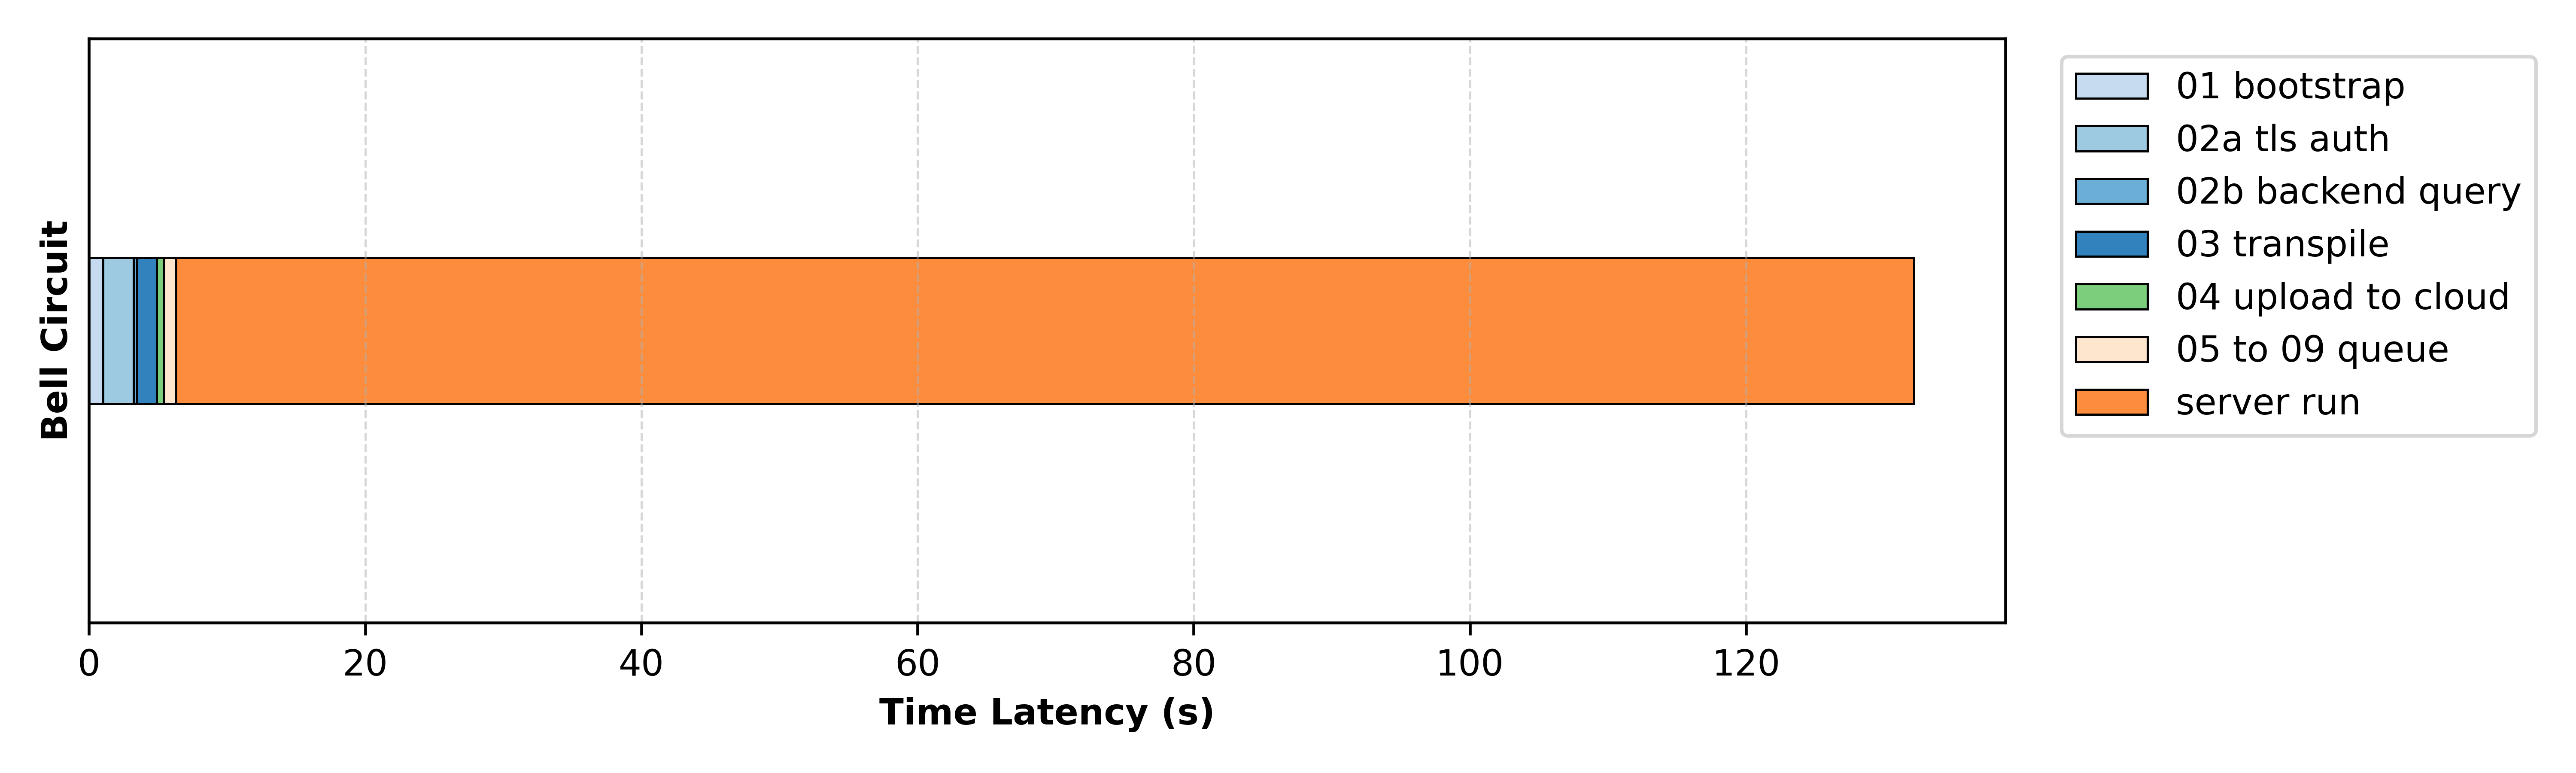 Bell Circuit
0 20 40 60 80 100 120
Time Latency (s)
01 bootstrap
02a tls auth
02b backend query
03 transpile
04 upload to cloud
05 to 09 queue
server run